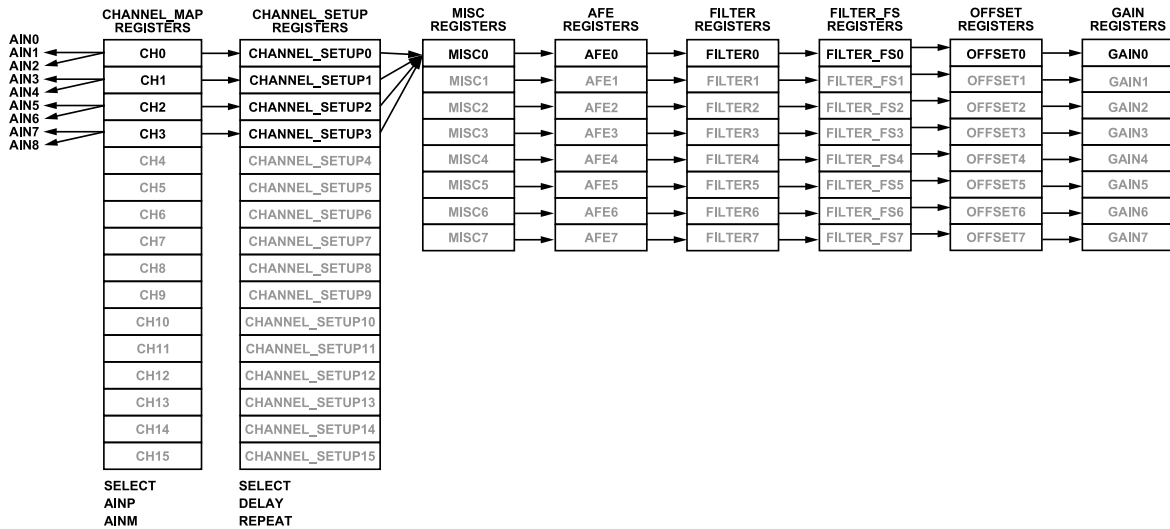 CHANNEL_MAP REGISTERS
CHANNEL_SETUP REGISTERS
MISC REGISTERS
AFE REGISTERS
FILTER REGISTERS
FILTER_FS REGISTERS
OFFSET REGISTERS
GAIN REGISTERS
AIN0
AIN1
AIN2
AIN3
AIN4
AIN5
AIN6
AIN7
AIN8
CH0 CHANNEL_SETUP0 MISC0 AFE0 FILTER0 FILTER_FS0 OFFSET0 GAIN0
CH1 CHANNEL_SETUP1 MISC1 AFE1 FILTER1 FILTER_FS1 OFFSET1 GAIN1
CH2 CHANNEL_SETUP2 MISC2 AFE2 FILTER2 FILTER_FS2 OFFSET2 GAIN2
CH3 CHANNEL_SETUP3 MISC3 AFE3 FILTER3 FILTER_FS3 OFFSET3 GAIN3
CH4 CHANNEL_SETUP4 MISC4 AFE4 FILTER4 FILTER_FS4 OFFSET4 GAIN4
CH5 CHANNEL_SETUP5 MISC5 AFE5 FILTER5 FILTER_FS5 OFFSET5 GAIN5
CH6 CHANNEL_SETUP6 MISC6 AFE6 FILTER6 FILTER_FS6 OFFSET6 GAIN6
CH7 CHANNEL_SETUP7 MISC7 AFE7 FILTER7 FILTER_FS7 OFFSET7 GAIN7
CH8 CHANNEL_SETUP8
CH9 CHANNEL_SETUP9
CH10 CHANNEL_SETUP10
CH11 CHANNEL_SETUP11
CH12 CHANNEL_SETUP12
CH13 CHANNEL_SETUP13
CH14 CHANNEL_SETUP14
CH15 CHANNEL_SETUP15
SELECT SELECT
AINP DELAY
AINM REPEAT